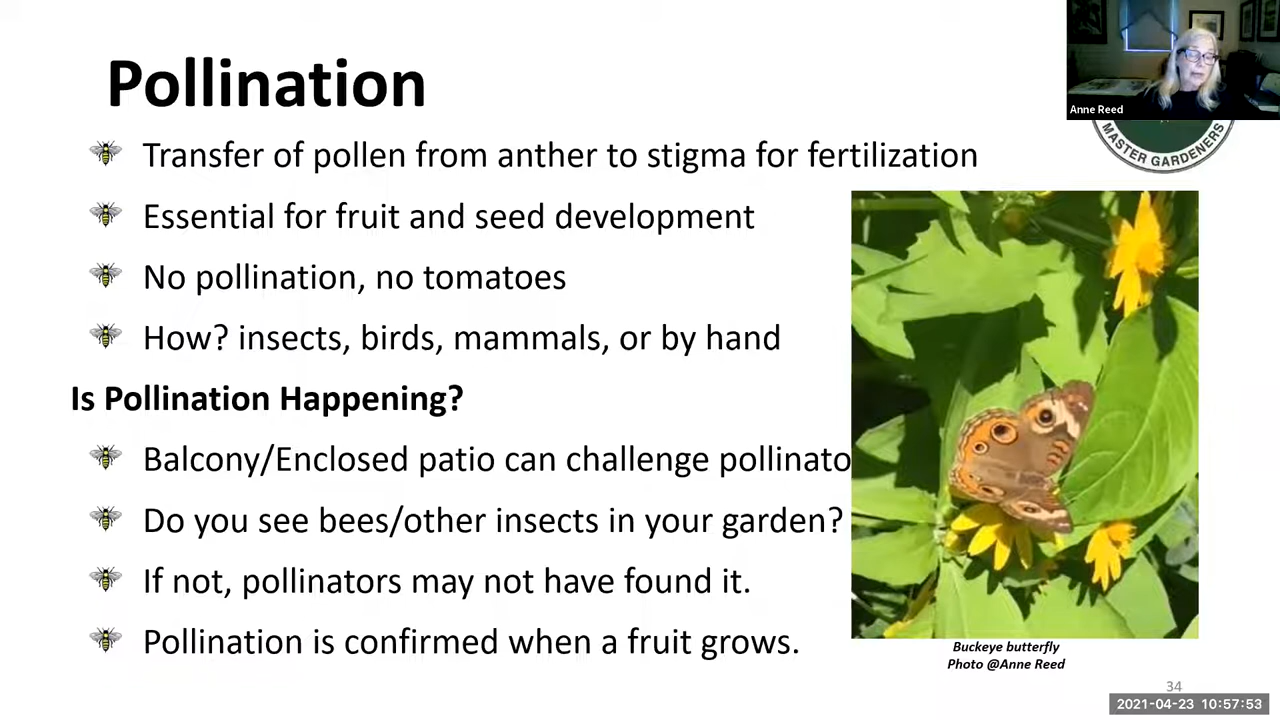 Anne Reed
MASTER GARDENERS
Pollination
Transfer of pollen from anther to stigma for fertilization
Essential for fruit and seed development
No pollination, no tomatoes
How? insects, birds, mammals, or by hand
Is Pollination Happening?
Balcony/Enclosed patio can challenge pollinato
Do you see bees/other insects in your garden?
If not, pollinators may not have found it.
Pollination is confirmed when a fruit grows.
Buckeye butterfly
Photo @Anne Reed
34
2021-04-23 10:57:53